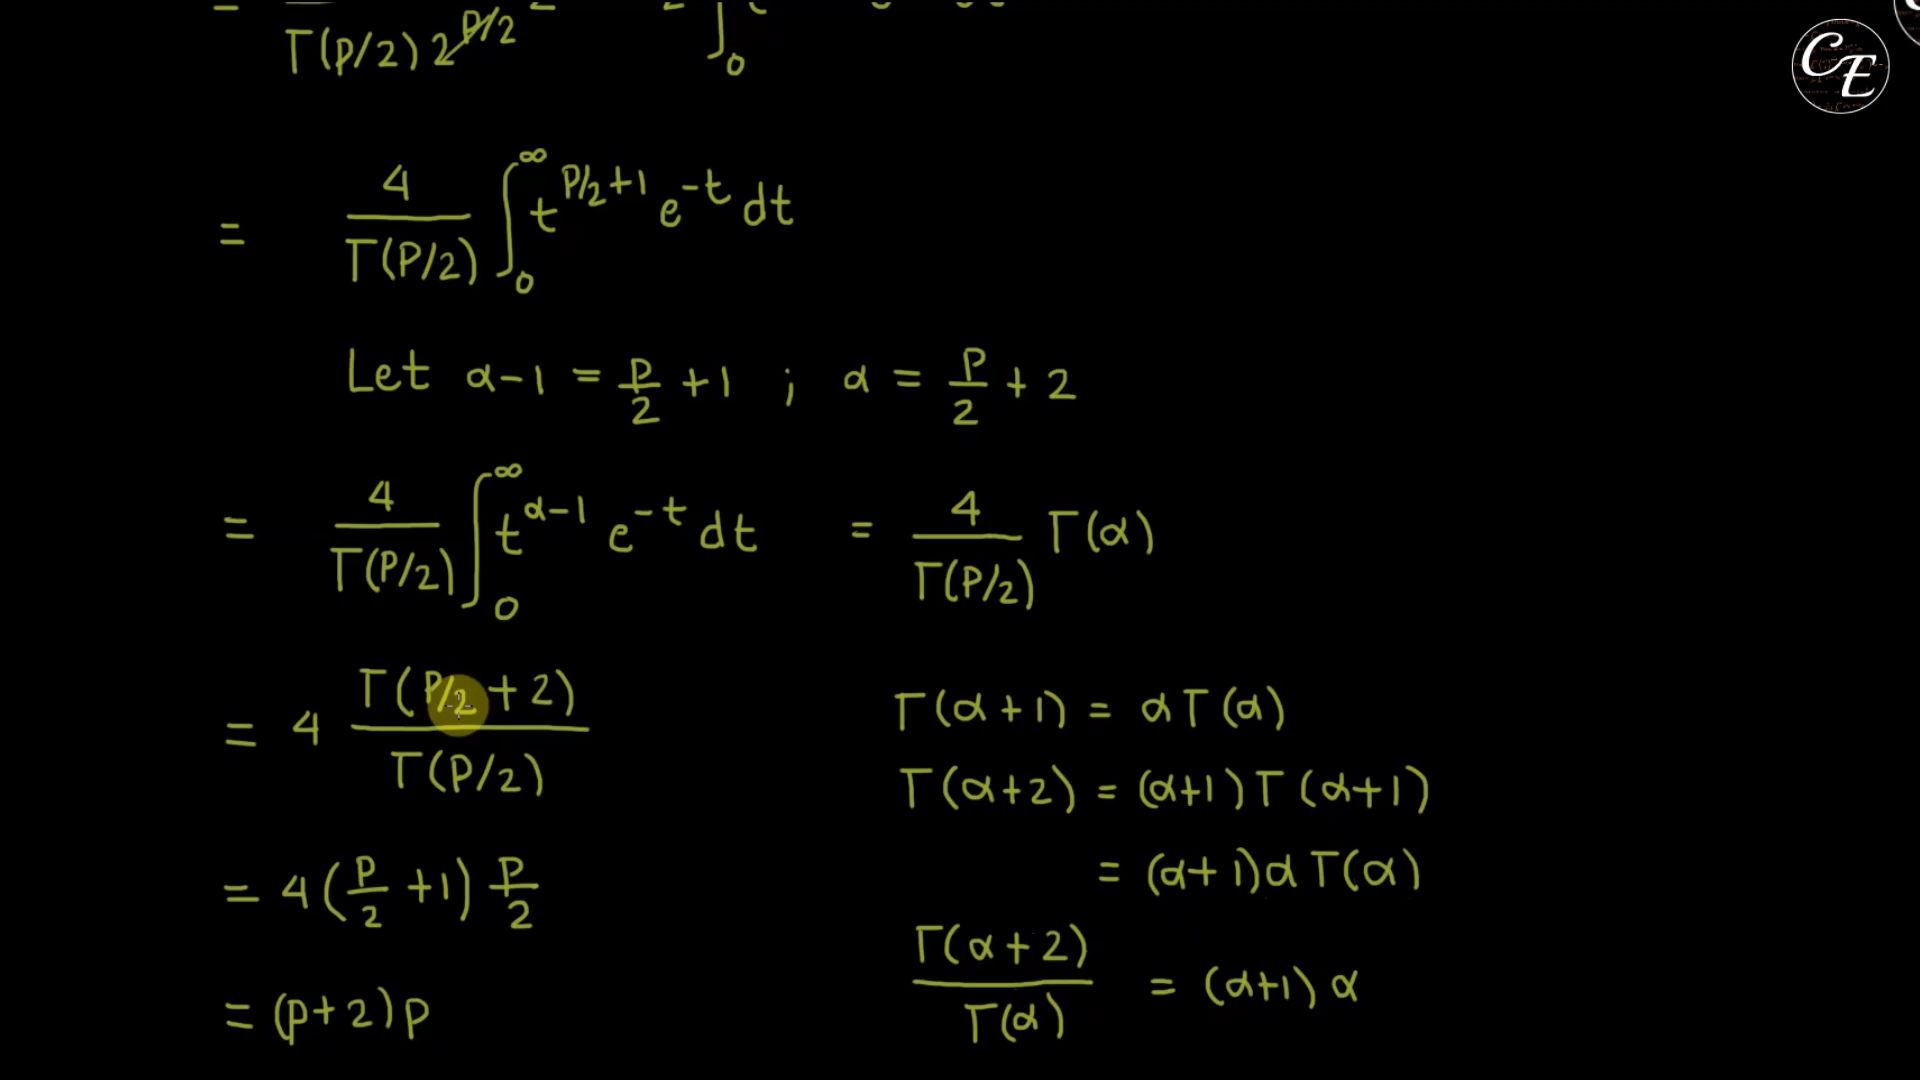 Γ(P/2) 2^P/2 ∫_0
= 4/Γ(P/2) ∫_0^∞ t^P/2+1 e^-t dt
Let α-1 = P/2 + 1 ; α = P/2 + 2
= 4/Γ(P/2) ∫_0^∞ t^α-1 e^-t dt = 4/Γ(P/2) Γ(α)
= 4 Γ(P/2 + 2)/Γ(P/2)
= 4(P/2 + 1) P/2
= (p+2)p
Γ(α+1) = αΓ(α)
Γ(α+2) = (α+1)Γ(α+1)
= (α+1)αΓ(α)
Γ(α+2)/Γ(α) = (α+1)α
CE